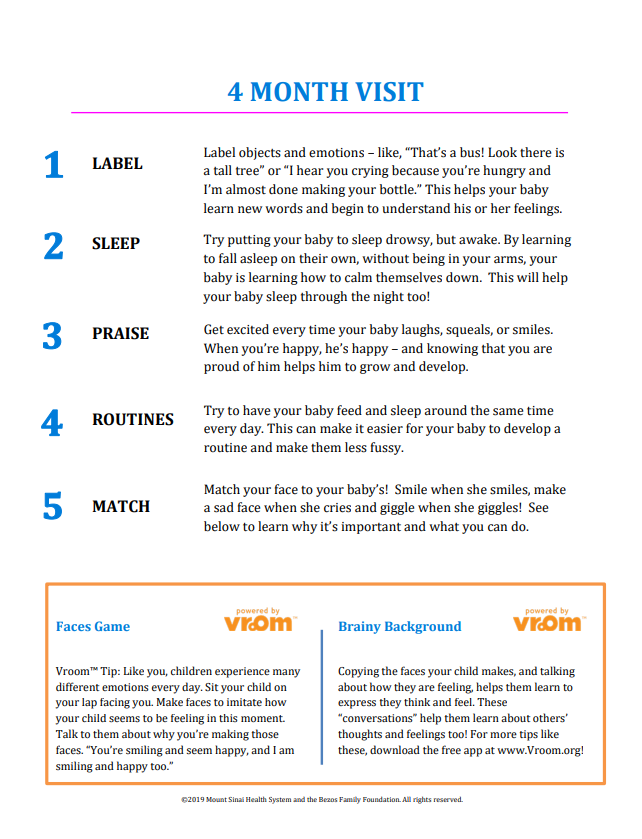 4 MONTH VISIT
1 LABEL
Label objects and emotions – like, “That’s a bus! Look there is
a tall tree” or “I hear you crying because you’re hungry and
I’m almost done making your bottle.” This helps your baby
learn new words and begin to understand his or her feelings.
2 SLEEP
Try putting your baby to sleep drowsy, but awake. By learning
to fall asleep on their own, without being in your arms, your
baby is learning how to calm themselves down. This will help
your baby sleep through the night too!
3 PRAISE
Get excited every time your baby laughs, squeals, or smiles.
When you’re happy, he’s happy – and knowing that you are
proud of him helps him to grow and develop.
4 ROUTINES
Try to have your baby feed and sleep around the same time
every day. This can make it easier for your baby to develop a
routine and make them less fussy.
5 MATCH
Match your face to your baby’s! Smile when she smiles, make
a sad face when she cries and giggle when she giggles! See
below to learn why it’s important and what you can do.
Faces Game
powered by
vroom™
Vroom™ Tip: Like you, children experience many
different emotions every day. Sit your child on
your lap facing you. Make faces to imitate how
your child seems to be feeling in this moment.
Talk to them about why you’re making those
faces. “You’re smiling and seem happy, and I am
smiling and happy too.”
Brainy Background
powered by
vroom™
Copying the faces your child makes, and talking
about how they are feeling, helps them learn to
express they think and feel. These
“conversations” help them learn about others’
thoughts and feelings too! For more tips like
these, download the free app at www.Vroom.org!
©2019 Mount Sinai Health System and the Bezos Family Foundation. All rights reserved.